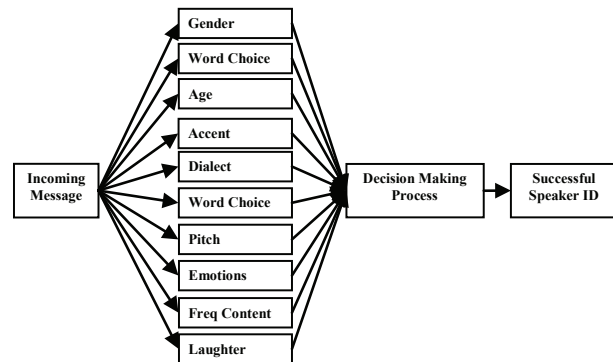 Gender
Word Choice
Age
Accent
Dialect
Word Choice
Pitch
Emotions
Freq Content
Laughter
Incoming
Message
Decision Making
Process
Successful
Speaker ID